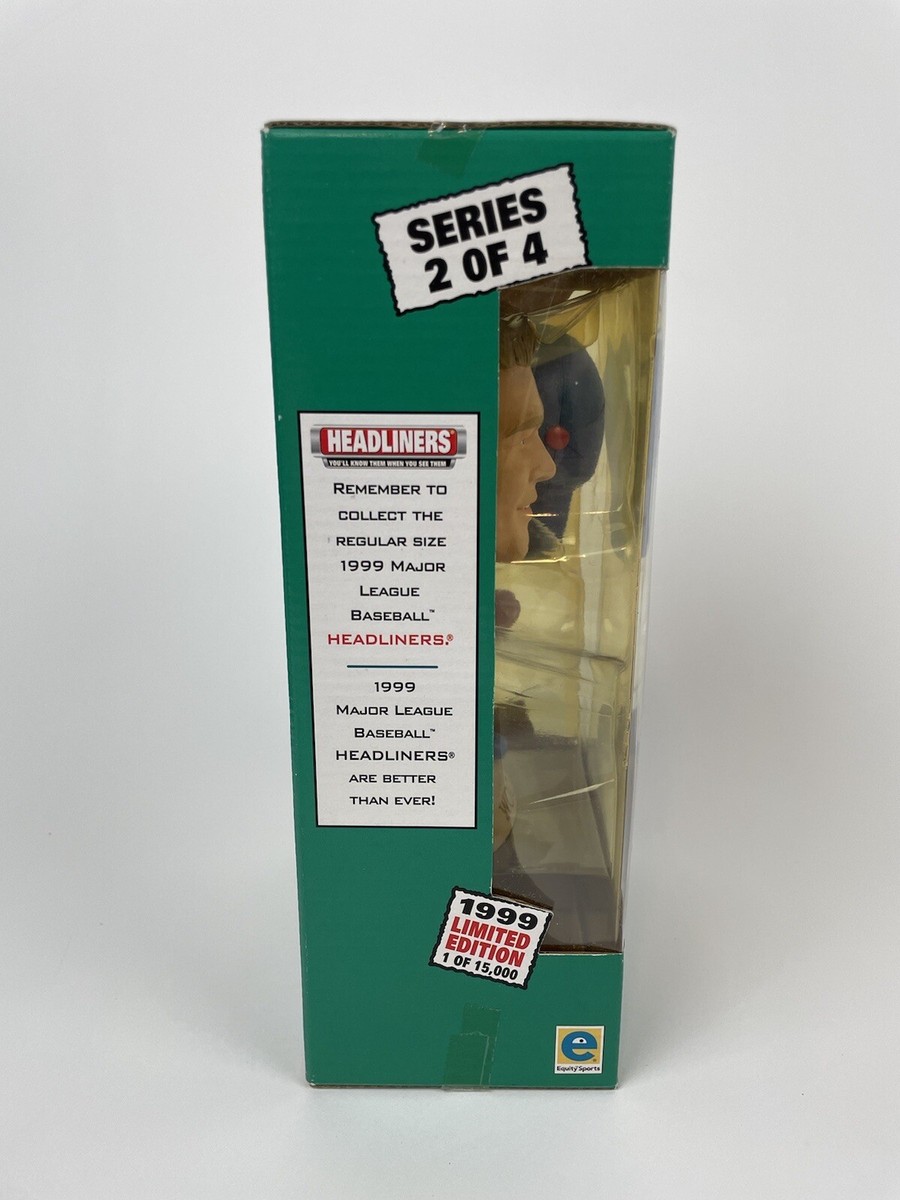 SERIES
2 OF 4
HEADLINERS®
YOU'LL KNOW THEM WHEN YOU SEE THEM
REMEMBER TO
COLLECT THE
REGULAR SIZE
1999 MAJOR
LEAGUE
BASEBALL™
HEADLINERS.®
1999
MAJOR LEAGUE
BASEBALL™
HEADLINERS®
ARE BETTER
THAN EVER!
1999
LIMITED
EDITION
1 OF 15,000
e
Equity Sports